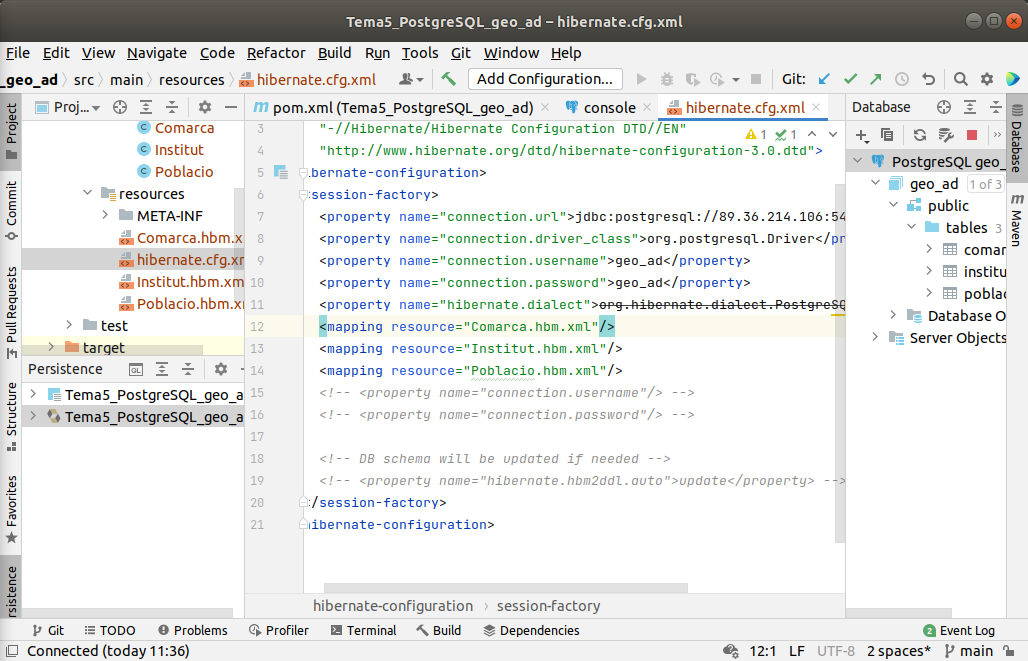 Tema5_PostgreSQL_geo_ad – hibernate.cfg.xml
File Edit View Navigate Code Refactor Build Run Tools Git Window Help
_geo_ad src main resources hibernate.cfg.xml Add Configuration... Git:
Proj... pom.xml (Tema5_PostgreSQL_geo_ad) console hibernate.cfg.xml Database
Project
Commit
Pull Requests
Structure
Favorites
rsistence
Comarca
Institut
Poblacio
resources
META-INF
Comarca.hbm.x
hibernate.cfg.xr
Institut.hbm.xm
Poblacio.hbm.x
test
target
Persistence
QL
Tema5_PostgreSQL_geo_a
Tema5_PostgreSQL_geo_a
1 1
3 "-//Hibernate/Hibernate Configuration DTD//EN"
4 "http://www.hibernate.org/dtd/hibernate-configuration-3.0.dtd">
5 bernate-configuration>
6 session-factory>
7 <property name="connection.url">jdbc:postgresql://89.36.214.106:54
8 <property name="connection.driver_class">org.postgresql.Driver</pr
9 <property name="connection.username">geo_ad</property>
10 <property name="connection.password">geo_ad</property>
11 <property name="hibernate.dialect">org.hibernate.dialect.PostgreSQ
12 <mapping resource="Comarca.hbm.xml"/>
13 <mapping resource="Institut.hbm.xml"/>
14 <mapping resource="Poblacio.hbm.xml"/>
15 <!-- <property name="connection.username"/> -->
16 <!-- <property name="connection.password"/> -->
17
18 <!-- DB schema will be updated if needed -->
19 <!-- <property name="hibernate.hbm2ddl.auto">update</property> -->
20 /session-factory>
21 ibernate-configuration>
hibernate-configuration › session-factory
PostgreSQL geo_
geo_ad 1 of 3
public
tables 3
comar
institu
poblac
Database O
Server Objects
Database
Maven
Git TODO Problems Profiler Terminal Build Dependencies 2 Event Log
Connected (today 11:36) 12:1 LF UTF-8 2 spaces* main